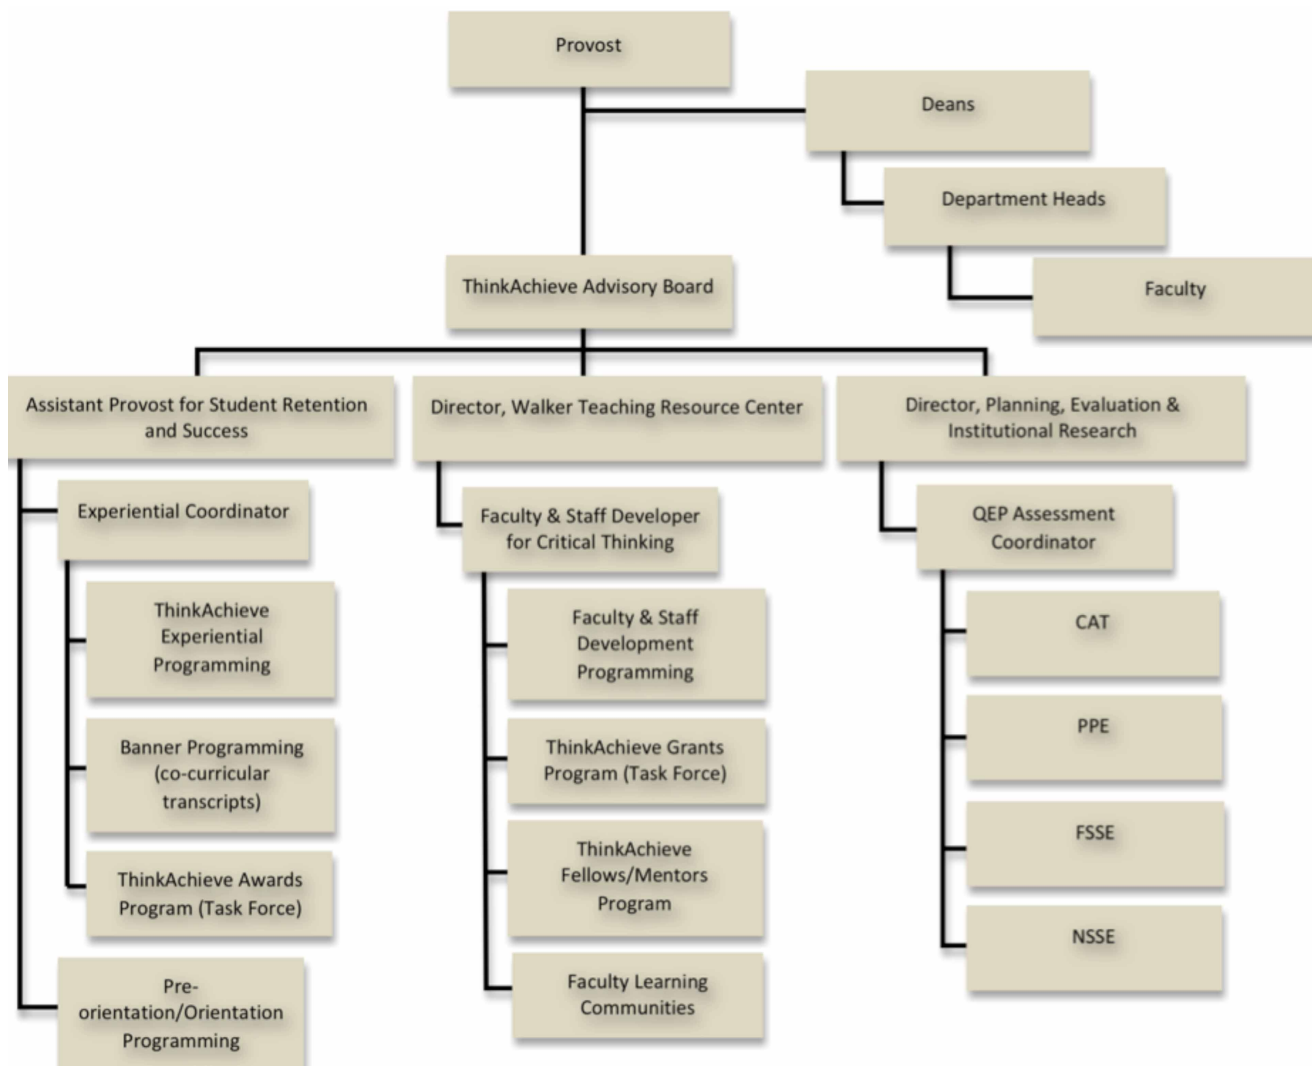 Provost
Deans
Department Heads
Faculty
ThinkAchieve Advisory Board
Assistant Provost for Student Retention
and Success
Experiential Coordinator
ThinkAchieve
Experiential
Programming
Banner Programming
(co-curricular
transcripts)
ThinkAchieve Awards
Program (Task Force)
Pre-
orientation/Orientation
Programming
Director, Walker Teaching Resource Center
Faculty & Staff Developer
for Critical Thinking
Faculty & Staff
Development
Programming
ThinkAchieve Grants
Program (Task Force)
ThinkAchieve
Fellows/Mentors
Program
Faculty Learning
Communities
Director, Planning, Evaluation &
Institutional Research
QEP Assessment
Coordinator
CAT
PPE
FSSE
NSSE